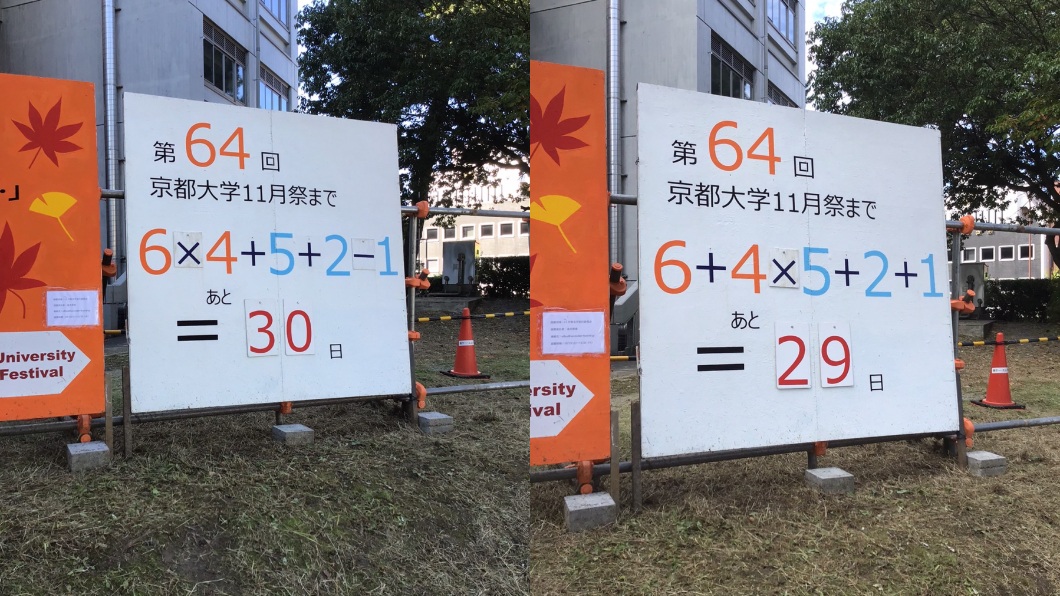 」
University
Festival
第64回
京都大学11月祭まで
6×4+5+2−1
あと
=30日
ersity
val
第64回
京都大学11月祭まで
6+4×5+2+1
あと
=29日